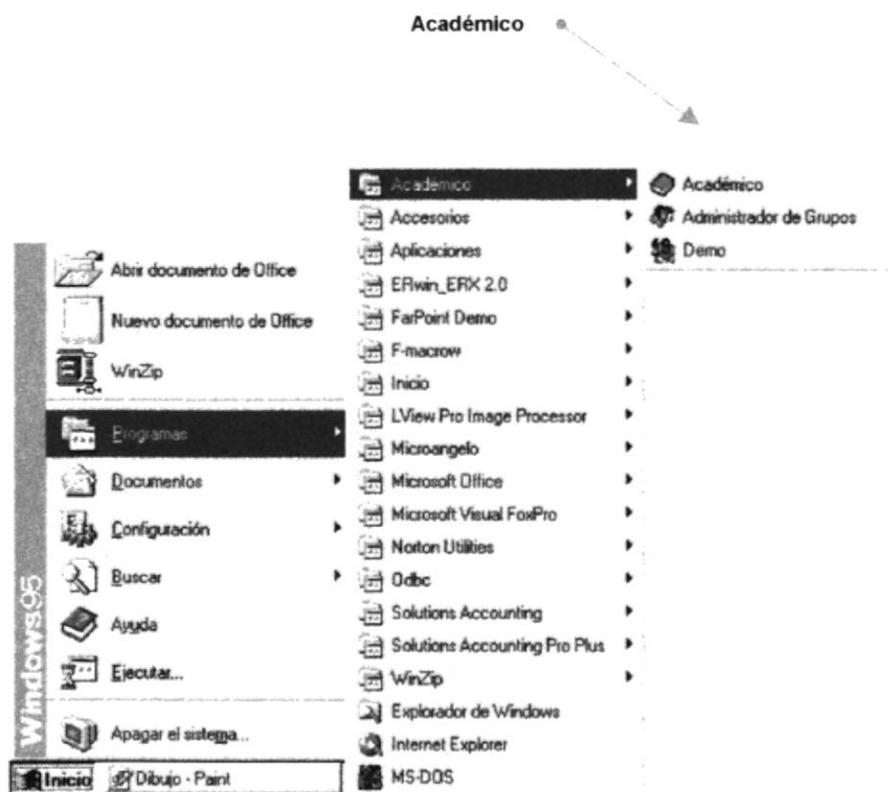 Académico
Abrir documento de Office
Nuevo documento de Office
WinZip
Programas
Documentos
Configuración
Buscar
Ayuda
Ejecutar...
Apagar el sistema...
Windows95
Inicio
Dibujo - Paint
Académico
Accesorios
Aplicaciones
ERwin_ERX 2.0
FarPoint Demo
F-macrow
Inicio
LView Pro Image Processor
Microangelo
Microsoft Office
Microsoft Visual FoxPro
Norton Utilities
Odbc
Solutions Accounting
Solutions Accounting Pro Plus
WinZip
Explorador de Windows
Internet Explorer
MS-DOS
Académico
Administrador de Grupos
Demo